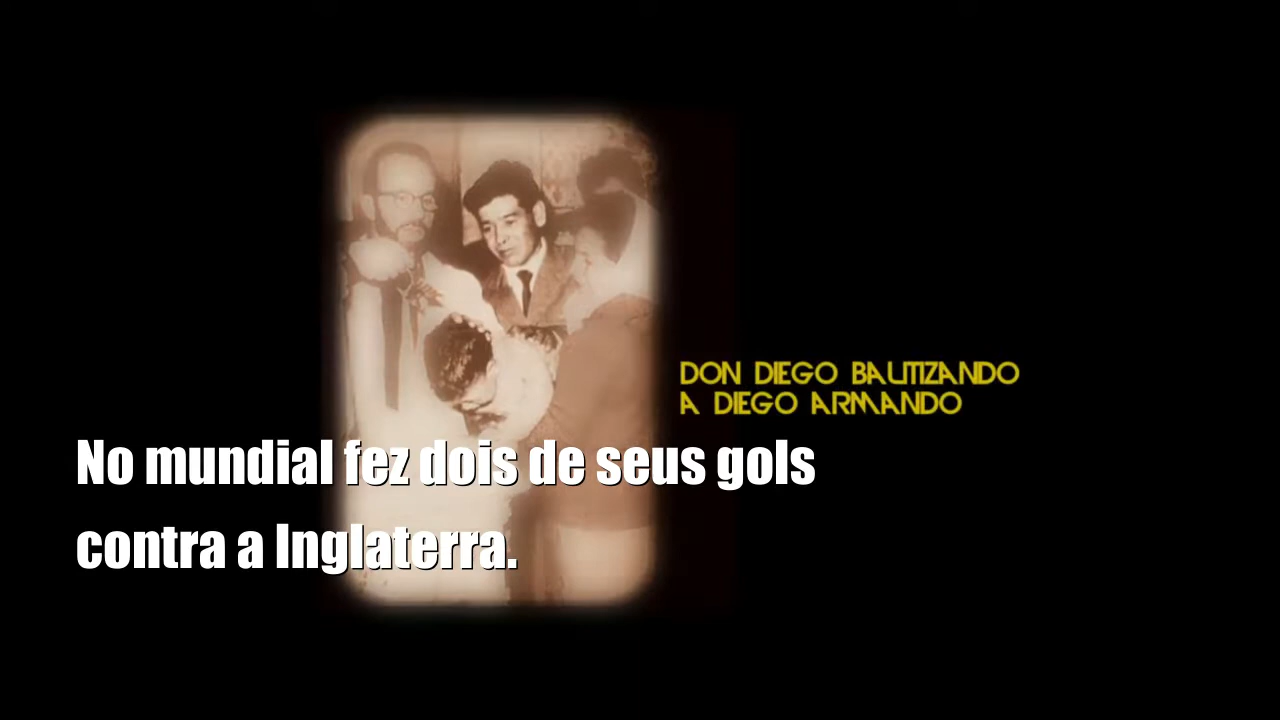 DON DIEGO BAUTIZANDO
A DIEGO ARMANDO
No mundial fez dois de seus gols
contra a Inglaterra.